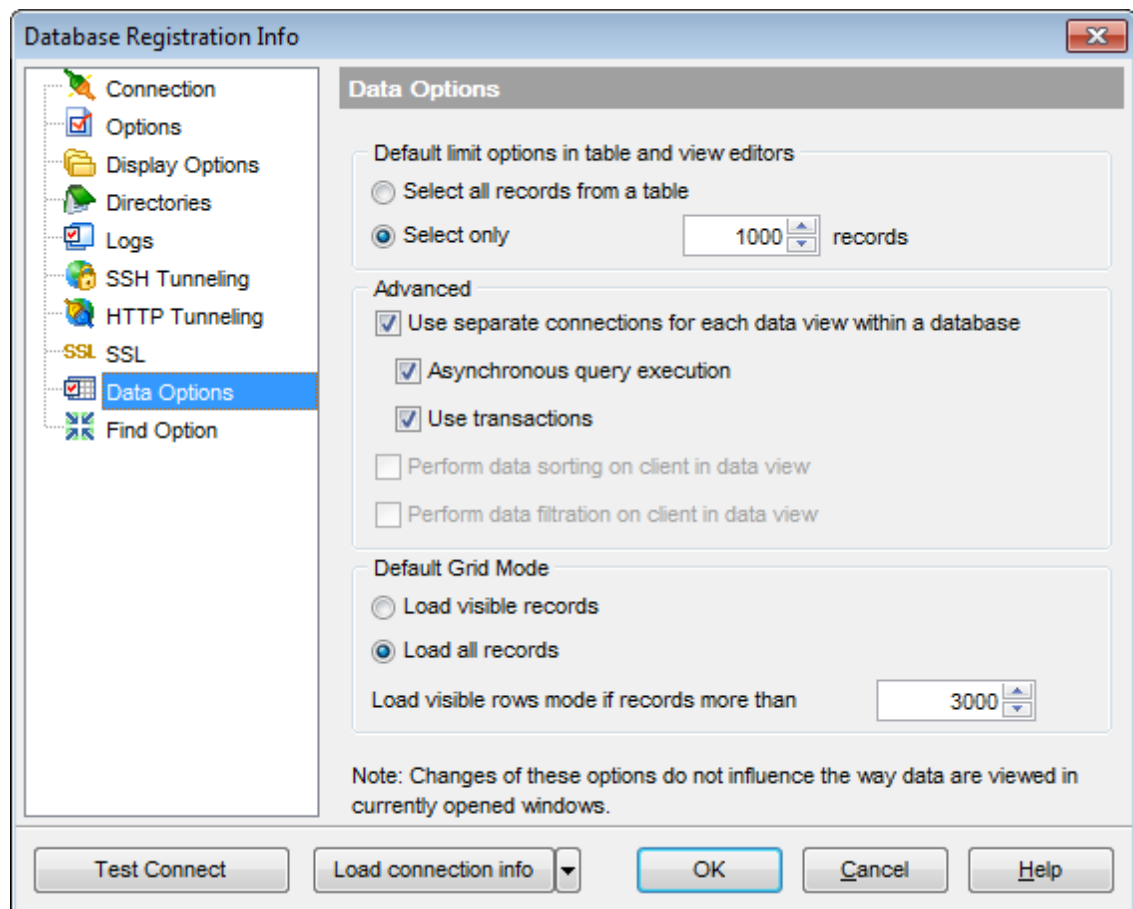 Database Registration Info
Connection
Options
Display Options
Directories
Logs
SSH Tunneling
HTTP Tunneling
SSL SSL
Data Options
Find Option
Data Options
Default limit options in table and view editors
Select all records from a table
Select only 1000 records
Advanced
Use separate connections for each data view within a database
Asynchronous query execution
Use transactions
Perform data sorting on client in data view
Perform data filtration on client in data view
Default Grid Mode
Load visible records
Load all records
Load visible rows mode if records more than 3000
Note: Changes of these options do not influence the way data are viewed in
currently opened windows.
Test Connect Load connection info OK Cancel Help